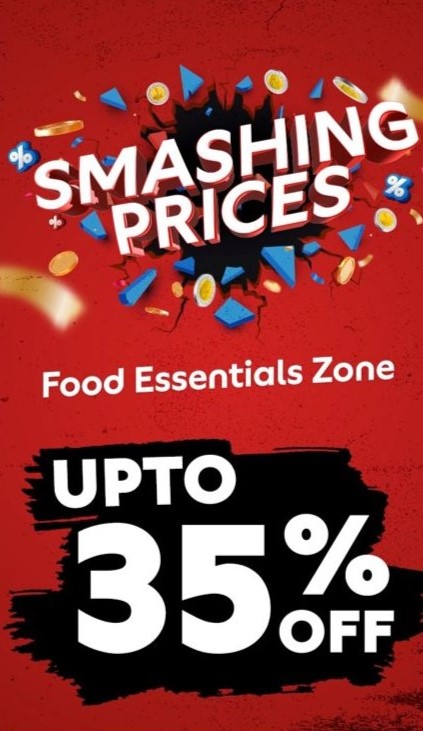 SMASHING
PRICES
Food Essentials Zone
UPTO
35%
OFF